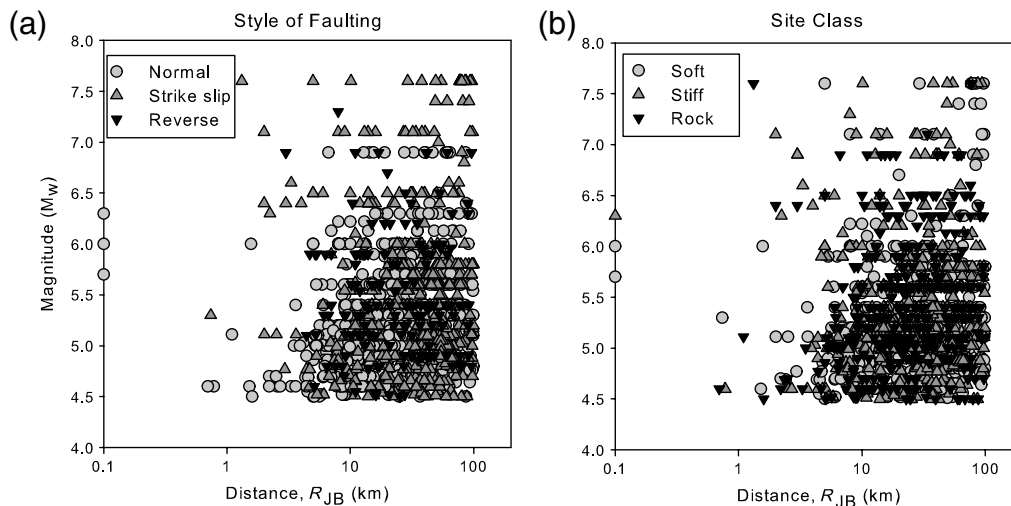 (a)
Style of Faulting
8.0
7.5
7.0
6.5
6.0
5.5
5.0
4.5
4.0
Magnitude (Mw)
Normal
Strike slip
Reverse
0.1
1
10
100
Distance, RJB (km)
(b)
Site Class
8.0
7.5
7.0
6.5
6.0
5.5
5.0
4.5
4.0
Soft
Stiff
Rock
0.1
1
10
100
Distance, RJB (km)